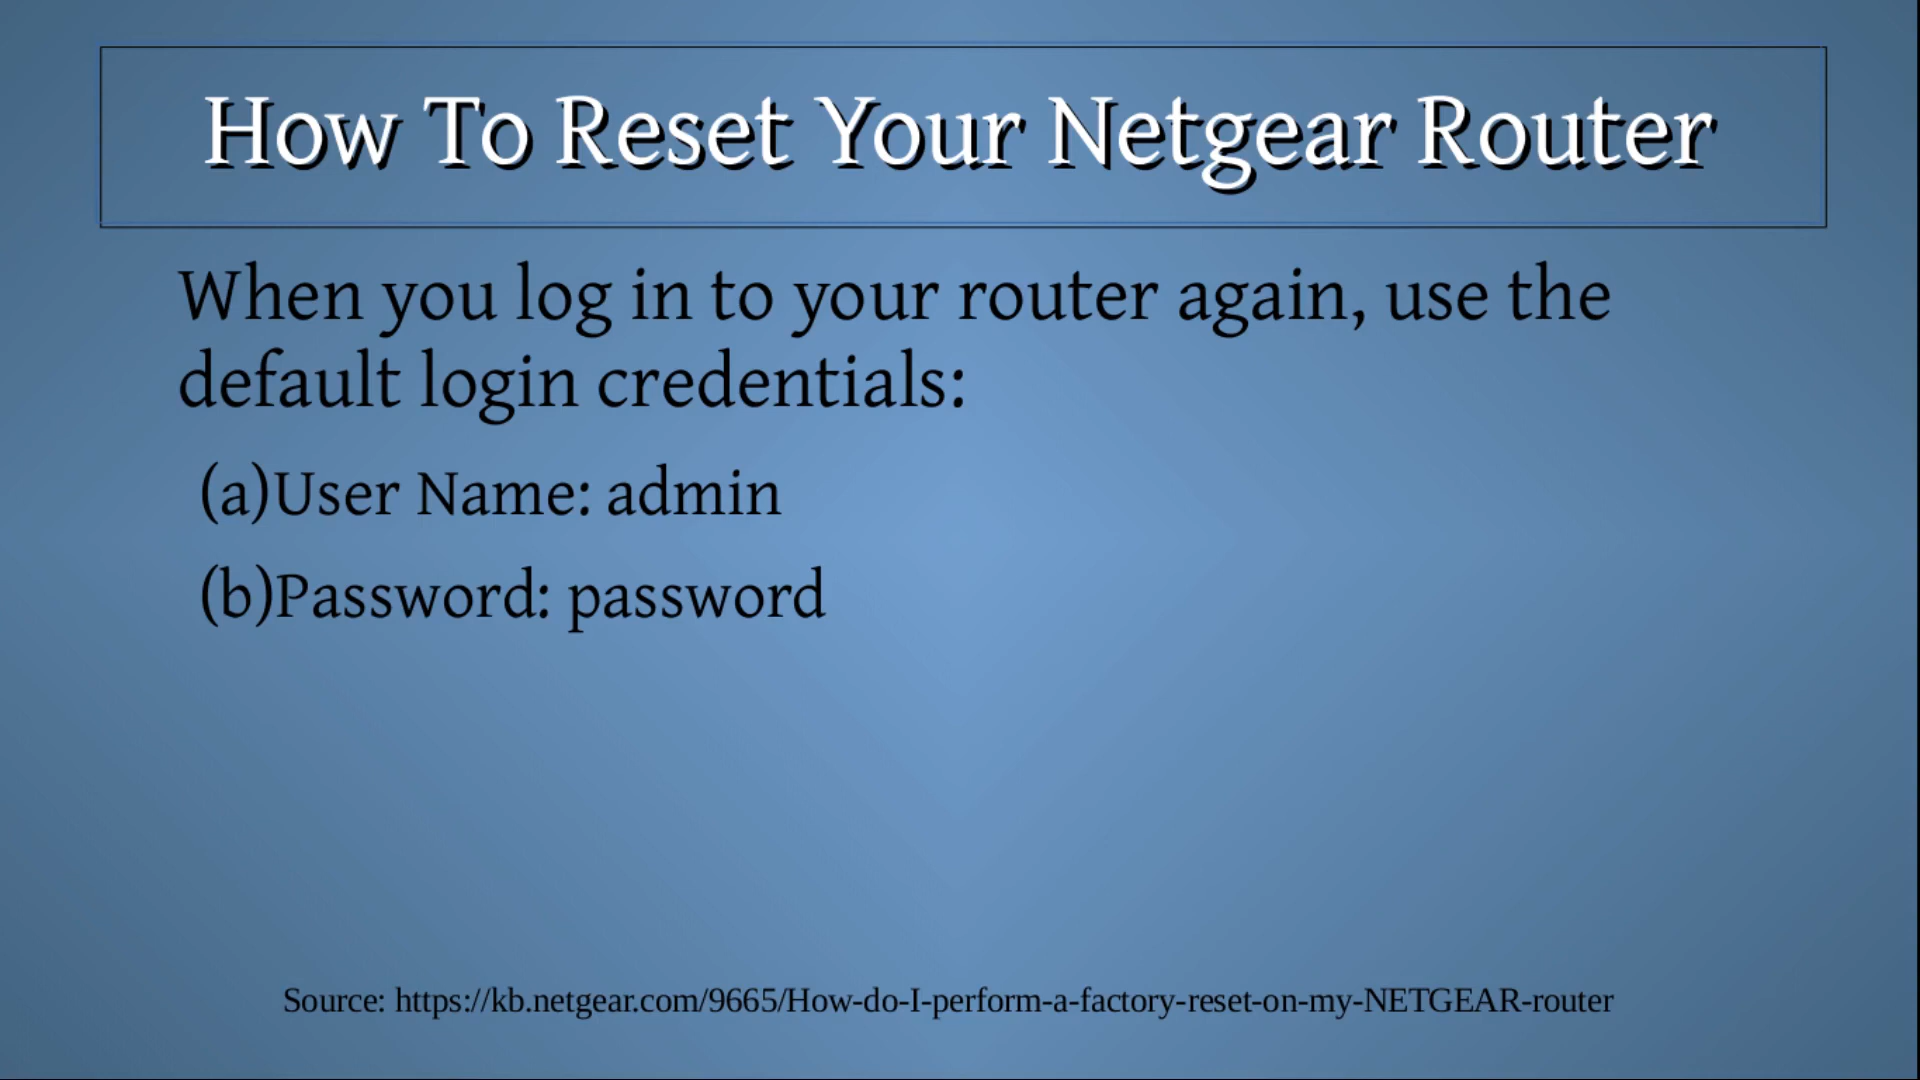 How To Reset Your Netgear Router
When you log in to your router again, use the
default login credentials:
(a)User Name: admin
(b)Password: password
Source: https://kb.netgear.com/9665/How-do-I-perform-a-factory-reset-on-my-NETGEAR-router